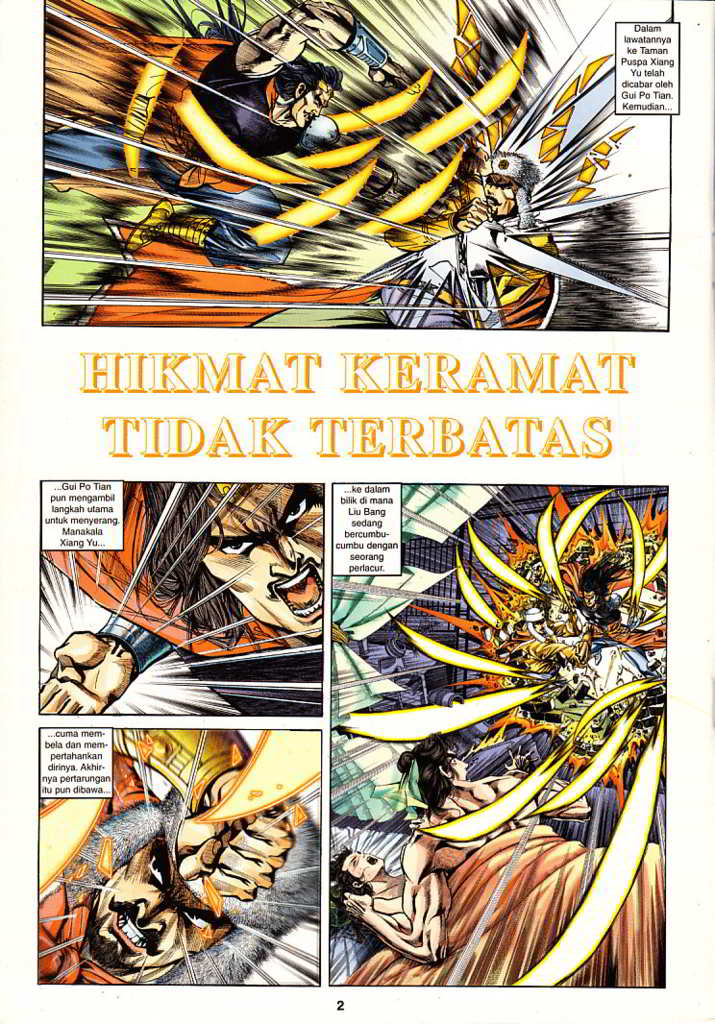 Dalam
lawatannya
ke Taman
Puspa Xiang
Yu telah
dicabar oleh
Gui Po Tian.
Kemudian...
HIKMAT KERAMAT
TIDAK TERBATAS
...Gui Po Tian
pun mengambil
langkah utama
untuk menyerang.
Manakala
Xiang Yu...
...cuma mem-
bela dan mem-
pertahankan
dirinya. Akhir-
nya pertarungan
itu pun dibawa...
...ke dalam
bilik di mana
Liu Bang
sedang
bercumbu-
cumbu dengan
seorang
perlacur.
2